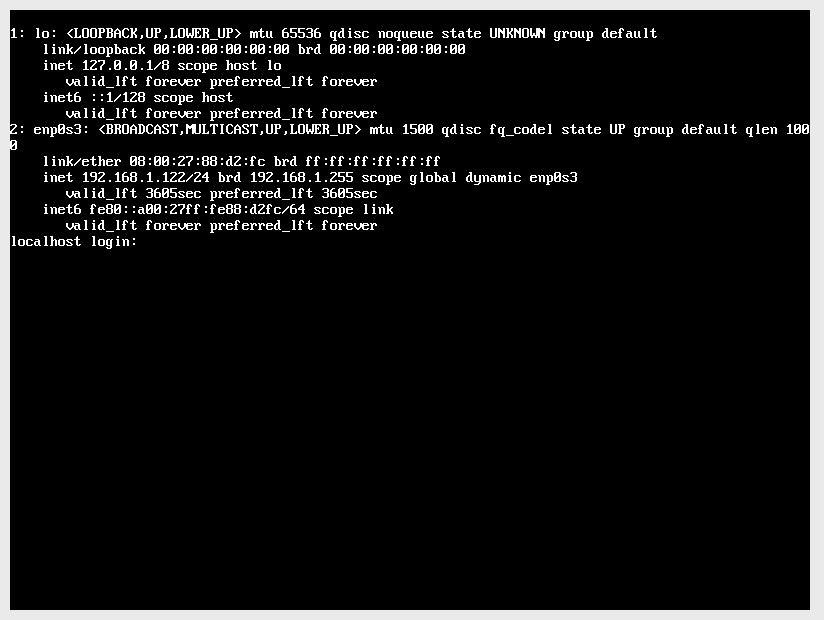 1: lo: <LOOPBACK,UP,LOWER_UP> mtu 65536 qdisc noqueue state UNKNOWN group default
link/loopback 00:00:00:00:00:00 brd 00:00:00:00:00:00
inet 127.0.0.1/8 scope host lo
valid_lft forever preferred_lft forever
inet6 ::1/128 scope host
valid_lft forever preferred_lft forever
2: enp0s3: <BROADCAST,MULTICAST,UP,LOWER_UP> mtu 1500 qdisc fq_codel state UP group default qlen 100
0
link/ether 08:00:27:88:d2:fc brd ff:ff:ff:ff:ff:ff
inet 192.168.1.122/24 brd 192.168.1.255 scope global dynamic enp0s3
valid_lft 3605sec preferred_lft 3605sec
inet6 fe80::a00:27ff:fe88:d2fc/64 scope link
valid_lft forever preferred_lft forever
localhost login: